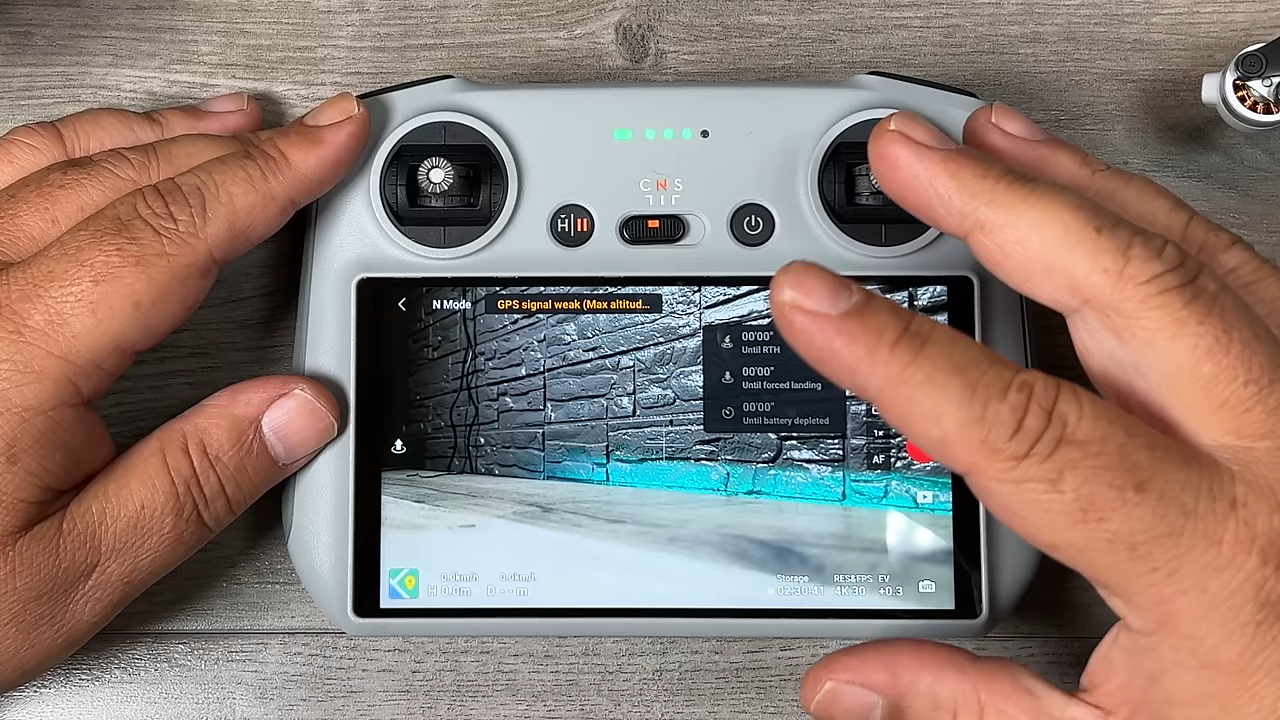 C N S
H
N Mode
GPS signal weak (Max altitud...
00'00"
Until RTH
00'00"
Until forced landing
00'00"
Until battery depleted
1x
AF
0.0km/h 0.0km/h
H 0.0m D --m
Storage RES&FPS EV
02:30:41 4K 30 +0.3
AUTO